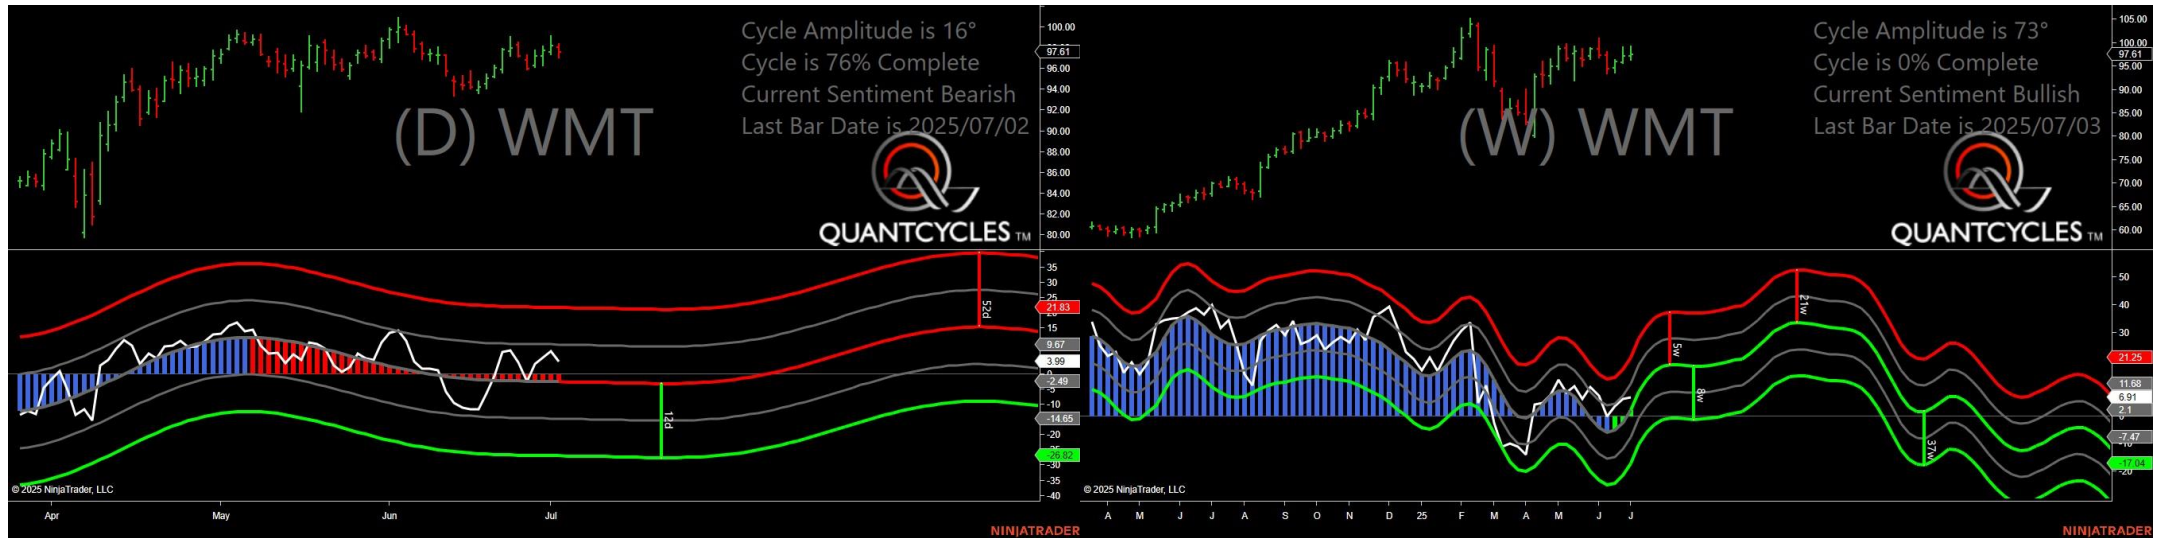 Cycle Amplitude is 16°
Cycle is 76% Complete
Current Sentiment Bearish
Last Bar Date is 2025/07/02
(D) WMT
QUANTCYCLES TM
100.00
97.61
96.00
94.00
92.00
90.00
88.00
86.00
84.00
82.00
80.00
35
30
25
21.83
15
9.67
3.99
-2.49
-5
-10
-14.65
-20
-26.82
-30
-35
-40
52d
12d
© 2025 NinjaTrader, LLC
Apr May Jun Jul
NINJATRADER
Cycle Amplitude is 73°
Cycle is 0% Complete
Current Sentiment Bullish
Last Bar Date is 2025/07/03
(W) WMT
QUANTCYCLES TM
105.00
100.00
97.61
95.00
90.00
85.00
80.00
75.00
70.00
65.00
60.00
50
40
30
21.25
11.68
6.91
2.1
-7.47
-17.04
-20
5w
8w
21w
37w
© 2025 NinjaTrader, LLC
A M J J A S O N D 25 F M A M J J
NINJATRADER